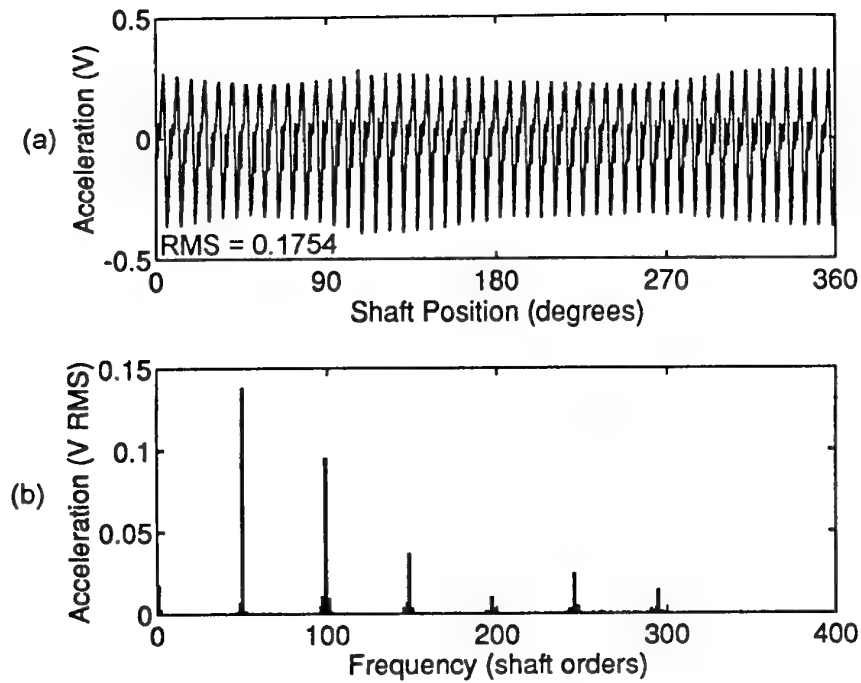 (a)
Acceleration (V)
0.5
0
-0.5
RMS = 0.1754
0 90 180 270 360
Shaft Position (degrees)
(b)
Acceleration (V RMS)
0.15
0.1
0.05
0
0 100 200 300 400
Frequency (shaft orders)